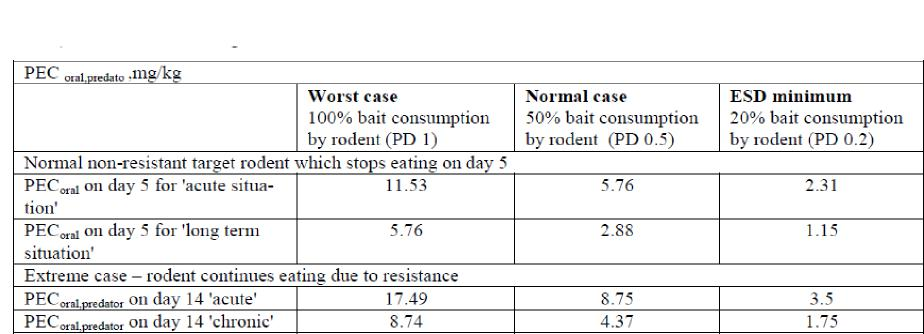 PEC oral,predato ,mg/kg
Worst case
100% bait consumption
by rodent (PD 1)
Normal case
50% bait consumption
by rodent (PD 0.5)
ESD minimum
20% bait consumption
by rodent (PD 0.2)
Normal non-resistant target rodent which stops eating on day 5
PECoral on day 5 for 'acute situa-
tion'
11.53
5.76
2.31
PECoral on day 5 for 'long term
situation'
5.76
2.88
1.15
Extreme case – rodent continues eating due to resistance
PECoral,predator on day 14 'acute'
17.49
8.75
3.5
PECoral,predator on day 14 'chronic'
8.74
4.37
1.75